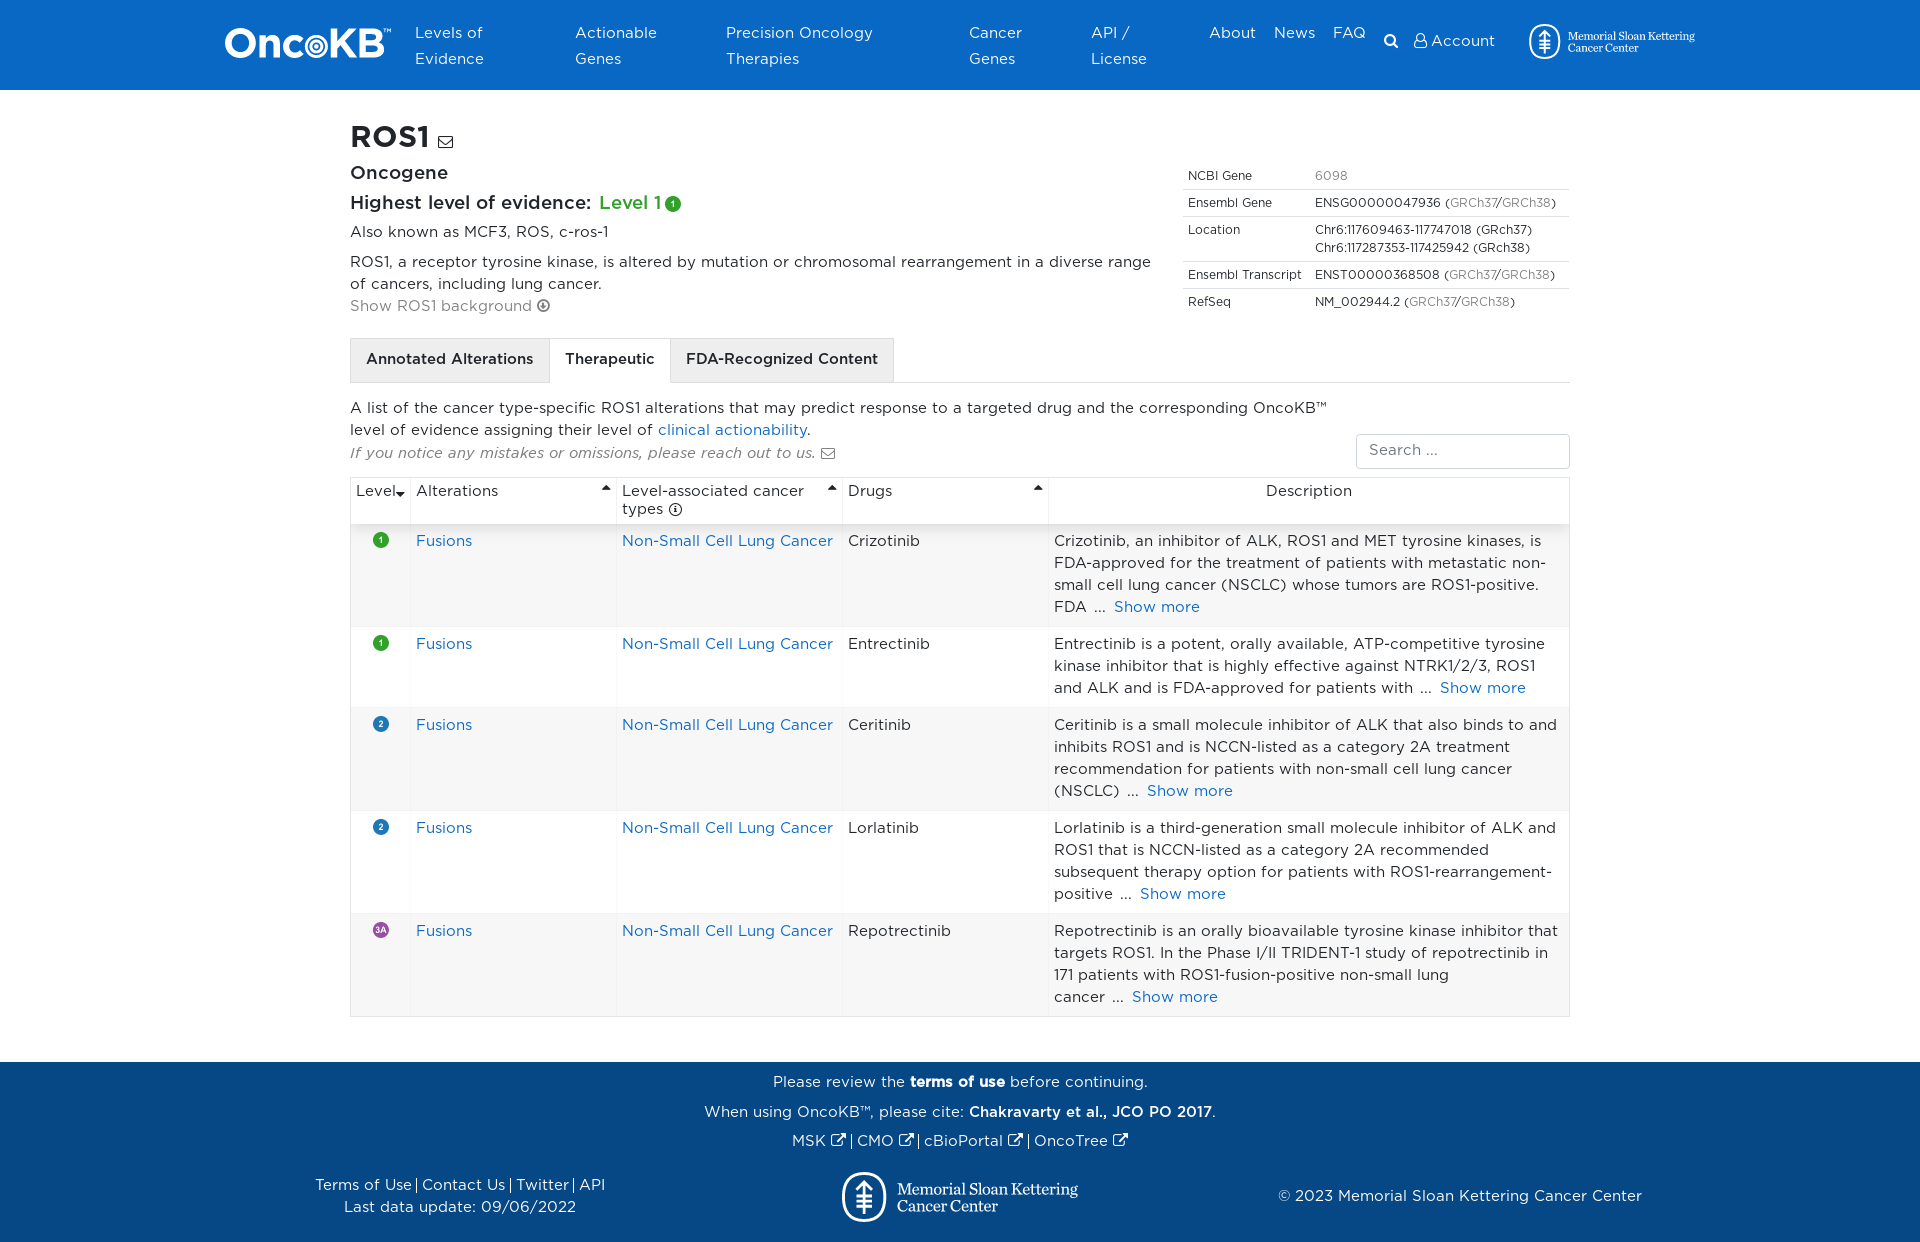 OncoKB™
Levels of Evidence
Actionable Genes
Precision Oncology Therapies
Cancer Genes
API / License
About
News
FAQ
Account
Memorial Sloan Kettering
Cancer Center
ROS1
Oncogene
Highest level of evidence: Level 1 1
Also known as MCF3, ROS, c-ros-1
ROS1, a receptor tyrosine kinase, is altered by mutation or chromosomal rearrangement in a diverse range
of cancers, including lung cancer.
Show ROS1 background
NCBI Gene 6098
Ensembl Gene ENSG00000047936 (GRCh37/GRCh38)
Location Chr6:117609463-117747018 (GRch37)
Chr6:117287353-117425942 (GRch38)
Ensembl Transcript ENST00000368508 (GRCh37/GRCh38)
RefSeq NM_002944.2 (GRCh37/GRCh38)
Annotated Alterations
Therapeutic
FDA-Recognized Content
A list of the cancer type-specific ROS1 alterations that may predict response to a targeted drug and the corresponding OncoKB™
level of evidence assigning their level of clinical actionability.
If you notice any mistakes or omissions, please reach out to us.
Search ...
Level
Alterations
Level-associated cancer
types
Drugs
Description
1 Fusions Non-Small Cell Lung Cancer Crizotinib
Crizotinib, an inhibitor of ALK, ROS1 and MET tyrosine kinases, is
FDA-approved for the treatment of patients with metastatic non-
small cell lung cancer (NSCLC) whose tumors are ROS1-positive.
FDA ... Show more
1 Fusions Non-Small Cell Lung Cancer Entrectinib
Entrectinib is a potent, orally available, ATP-competitive tyrosine
kinase inhibitor that is highly effective against NTRK1/2/3, ROS1
and ALK and is FDA-approved for patients with ... Show more
2 Fusions Non-Small Cell Lung Cancer Ceritinib
Ceritinib is a small molecule inhibitor of ALK that also binds to and
inhibits ROS1 and is NCCN-listed as a category 2A treatment
recommendation for patients with non-small cell lung cancer
(NSCLC) ... Show more
2 Fusions Non-Small Cell Lung Cancer Lorlatinib
Lorlatinib is a third-generation small molecule inhibitor of ALK and
ROS1 that is NCCN-listed as a category 2A recommended
subsequent therapy option for patients with ROS1-rearrangement-
positive ... Show more
3A Fusions Non-Small Cell Lung Cancer Repotrectinib
Repotrectinib is an orally bioavailable tyrosine kinase inhibitor that
targets ROS1. In the Phase I/II TRIDENT-1 study of repotrectinib in
171 patients with ROS1-fusion-positive non-small lung
cancer ... Show more
Please review the terms of use before continuing.
When using OncoKB™, please cite: Chakravarty et al., JCO PO 2017.
MSK | CMO | cBioPortal | OncoTree
Terms of Use | Contact Us | Twitter | API
Last data update: 09/06/2022
Memorial Sloan Kettering
Cancer Center
© 2023 Memorial Sloan Kettering Cancer Center